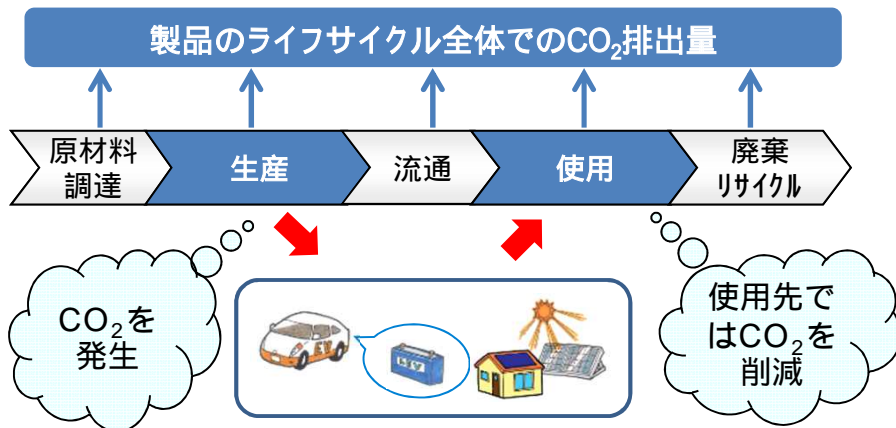 製品のライフサイクル全体でのCO₂排出量
原材料
調達
生産
流通
使用
廃棄
ﾘｻｲｸﾙ
CO₂を
発生
EV
使用先で
はCO₂を
削減